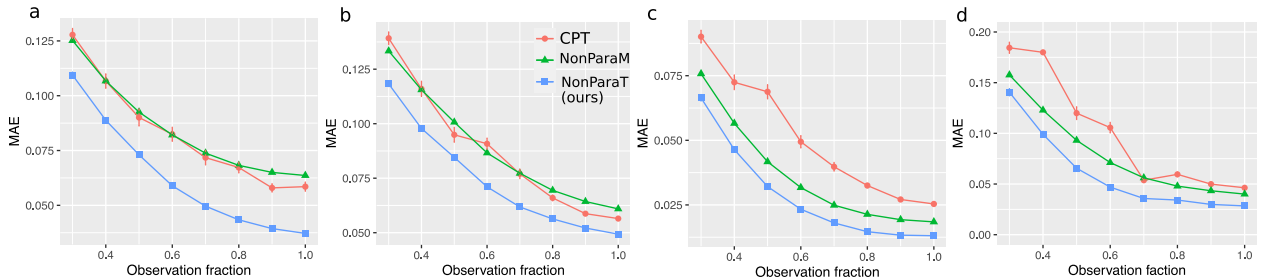 a
MAE
0.125
0.100
0.075
0.050
0.4
0.6
0.8
1.0
Observation fraction
b
MAE
0.125
0.100
0.075
0.050
CPT
NonParaM
NonParaT
(ours)
0.4
0.6
0.8
1.0
Observation fraction
c
MAE
0.075
0.050
0.025
0.4
0.6
0.8
1.0
Observation fraction
d
MAE
0.20
0.15
0.10
0.05
0.00
0.4
0.6
0.8
1.0
Observation fraction